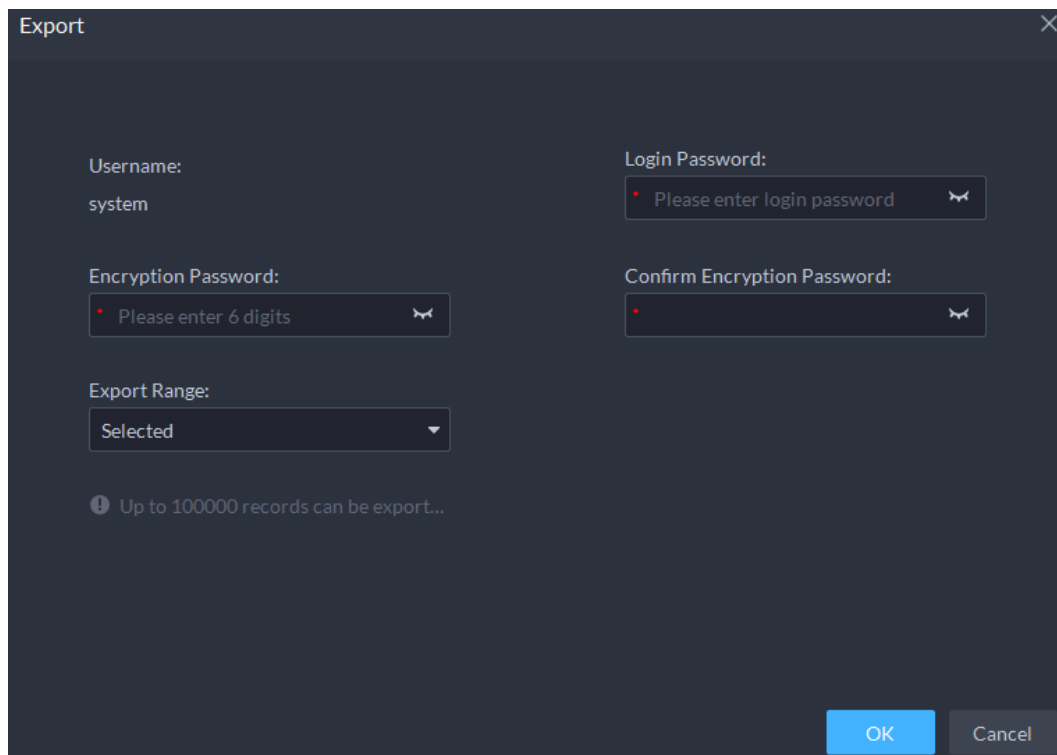 Export
Username:
system
Login Password:
Please enter login password
Encryption Password:
Please enter 6 digits
Confirm Encryption Password:
Export Range:
Selected
Up to 100000 records can be export...
OK
Cancel